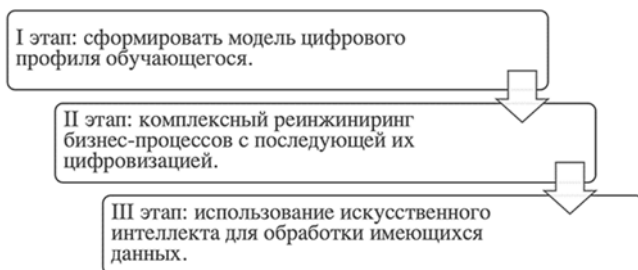 I этап: сформировать модель цифрового
профиля обучающегося.
II этап: комплексный реинжиниринг
бизнес-процессов с последующей их
цифровизацией.
III этап: использование искусственного
интеллекта для обработки имеющихся
данных.